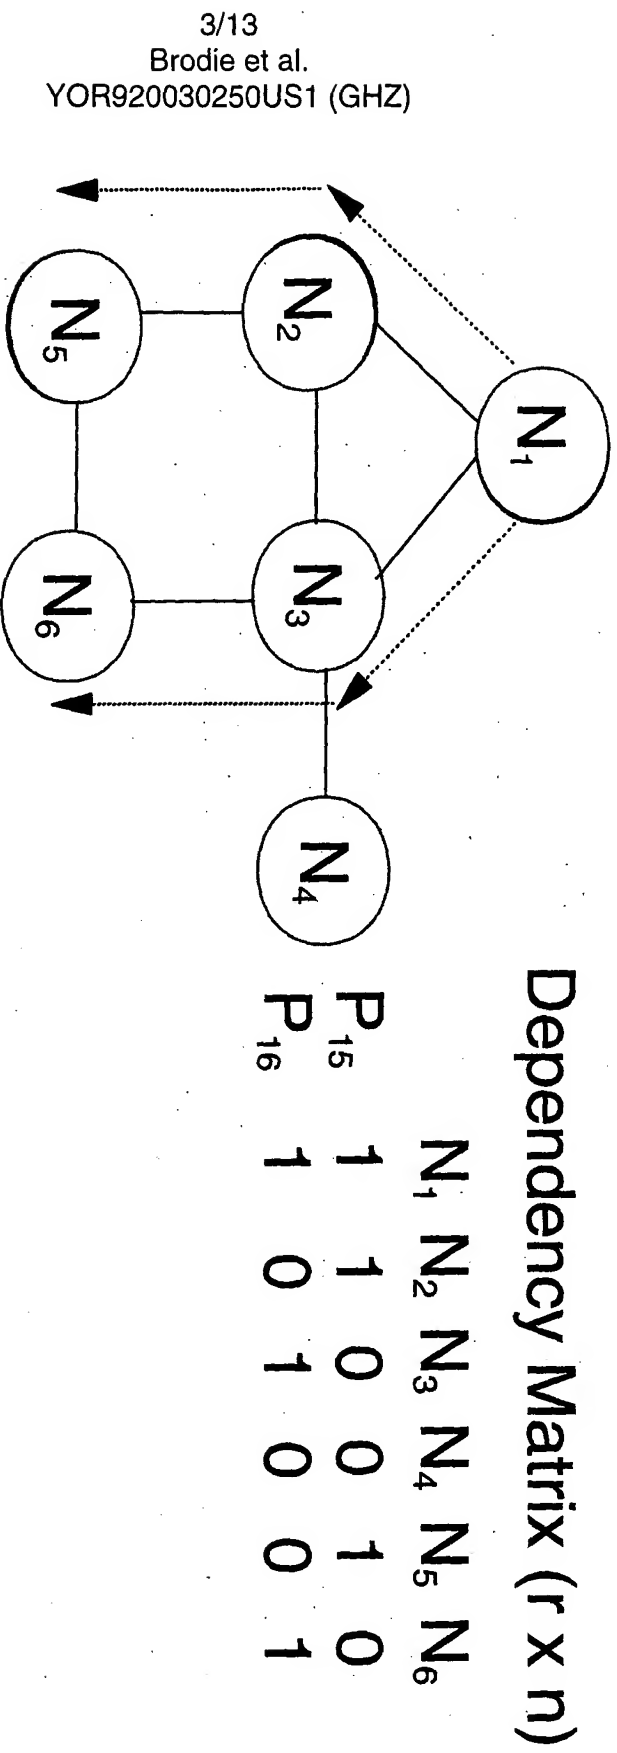 3/13
Brodie et al.
YOR920030250US1 (GHZ)
N1
N2
N3
N4
N5
N6
Dependency Matrix (r x n)
N1 N2 N3 N4 N5 N6
P15 1 1 0 0 1 0
P16 1 0 1 0 0 1